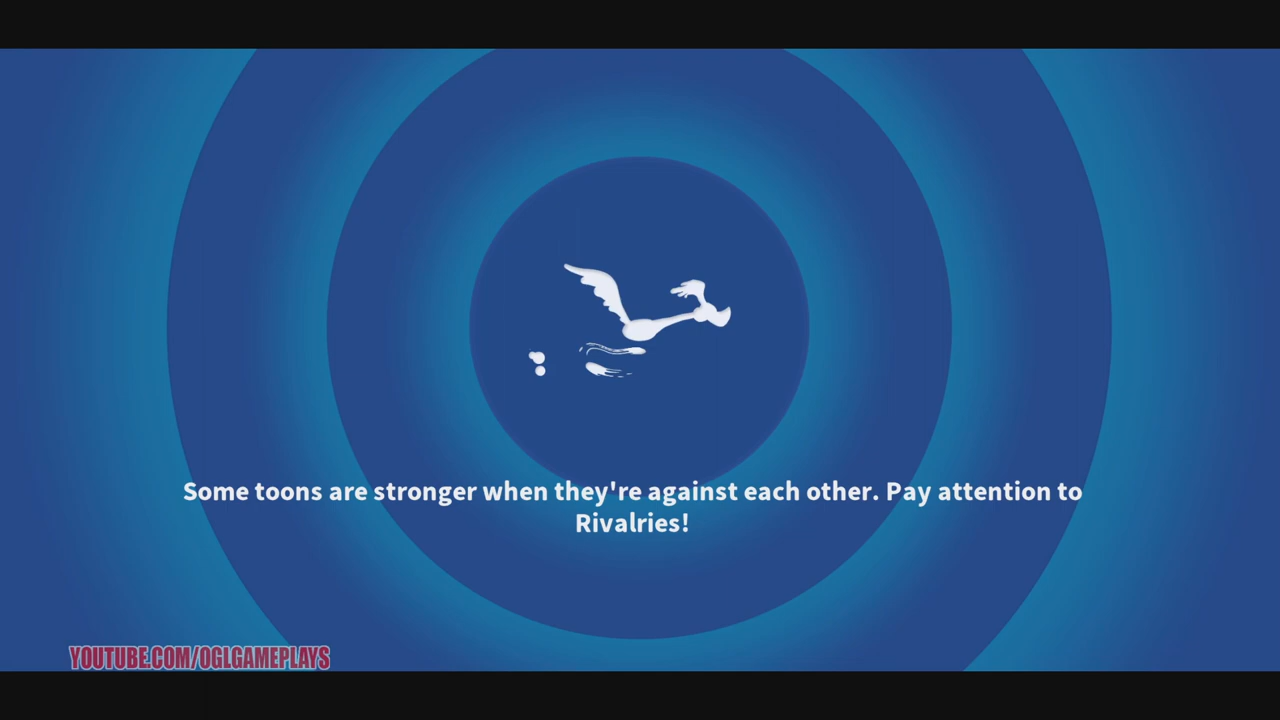 Some toons are stronger when they're against each other. Pay attention to
Rivalries!
YOUTUBE.COM/OGLGAMEPLAYS